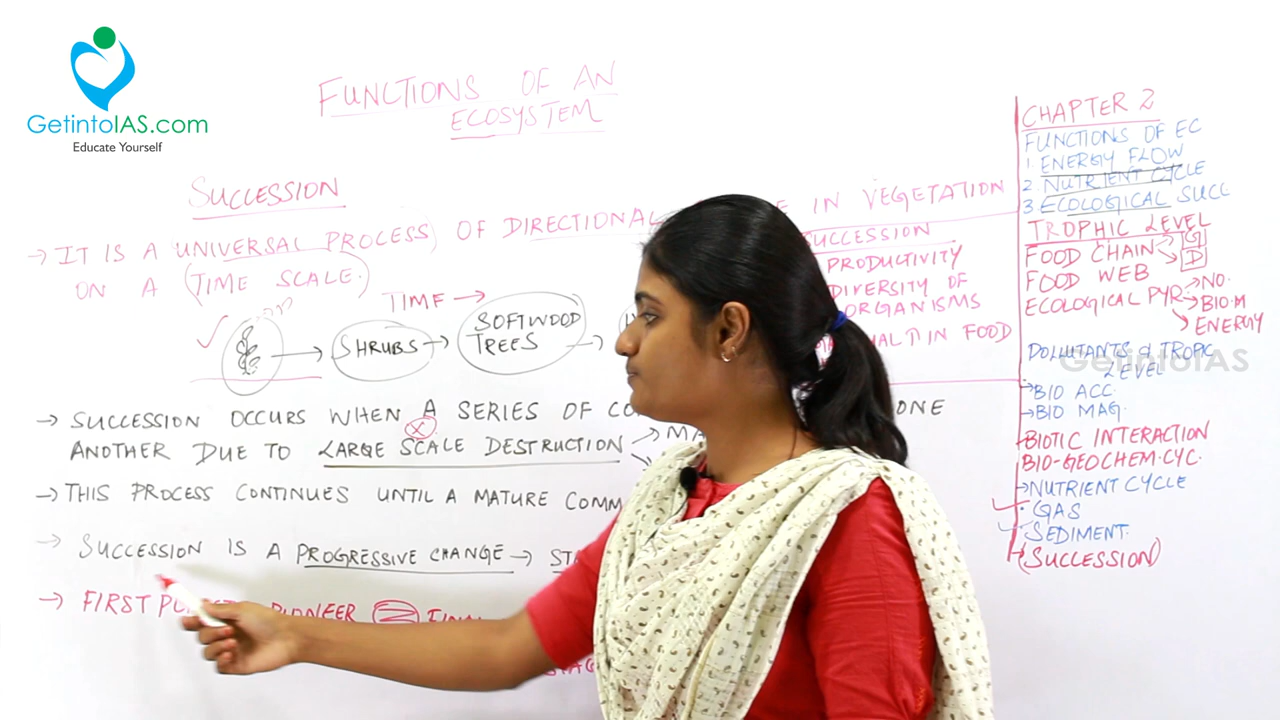 GetintoIAS.com
Educate Yourself
FUNCTIONS OF AN
ECOSYSTEM
SUCCESSION
→ IT IS A UNIVERSAL PROCESS OF DIRECTIONAL IN VEGETATION
ON A (TIME SCALE.)
TIME →
SHRUBS
SOFTWOOD
TREES
SUCCESSION
PRODUCTIVITY
DIVERSITY OF
ORGANISMS
IN FOOD
→ SUCCESSION OCCURS WHEN A SERIES OF ONE
ANOTHER DUE TO LARGE SCALE DESTRUCTION
→ THIS PROCESS CONTINUES UNTIL A MATURE
→ SUCCESSION IS A PROGRESSIVE CHANGE →
→ FIRST PIONEER
CHAPTER 2
FUNCTIONS OF EC
1. ENERGY FLOW
2. NUTRIENT CYCLE
3. ECOLOGICAL SUCC
TROPHIC LEVEL
FOOD CHAIN G
D
FOOD WEB
ECOLOGICAL PYR → NO.
→ BIO.M
→ ENERGY
POLLUTANTS & TROPIC
LEVEL
GetintoIAS
→ BIO ACC.
→ BIO MAG.
BIOTIC INTERACTION
BIO-GEOCHEM.CYC.
→ NUTRIENT CYCLE
· GAS
· SEDIMENT.
(SUCCESSION)